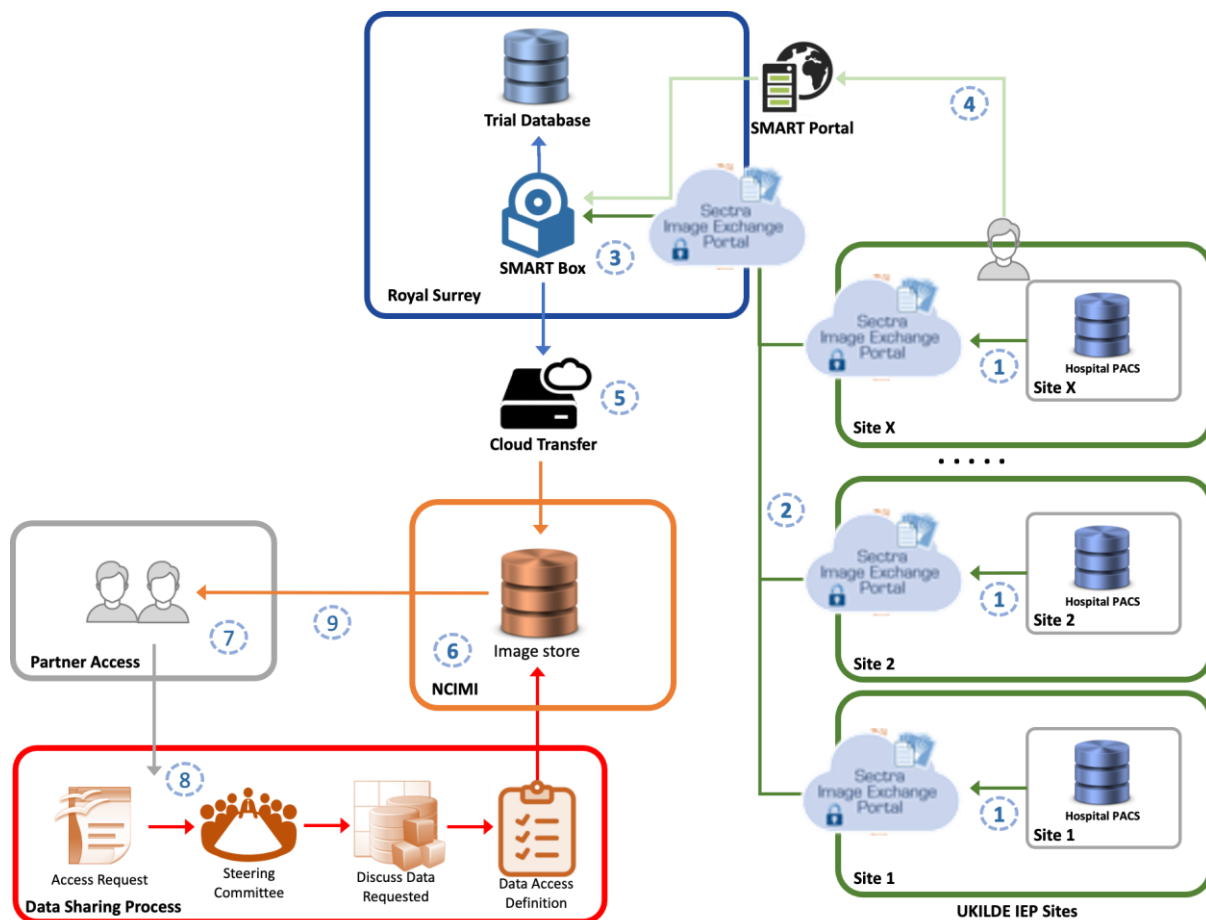 Trial Database
SMART Box
3
Royal Surrey
Sectra
Image Exchange
Portal
SMART Portal
4
5
Cloud Transfer
Sectra
Image Exchange
Portal
1
Hospital PACS
Site X
Site X
.....
2
Sectra
Image Exchange
Portal
1
Hospital PACS
Site 2
Site 2
Sectra
Image Exchange
Portal
1
Hospital PACS
Site 1
Site 1
UKILDE IEP Sites
7
Partner Access
9
6
Image store
NCIMI
8
Access Request
Steering
Committee
Discuss Data
Requested
Data Access
Definition
Data Sharing Process